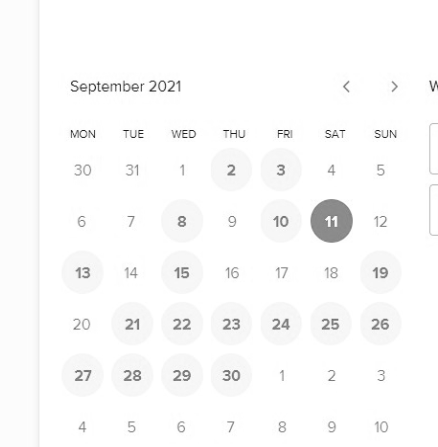 September 2021
W
MON TUE WED THU FRI SAT SUN
30 31 1 2 3 4 5
6 7 8 9 10 11 12
13 14 15 16 17 18 19
20 21 22 23 24 25 26
27 28 29 30 1 2 3
4 5 6 7 8 9 10